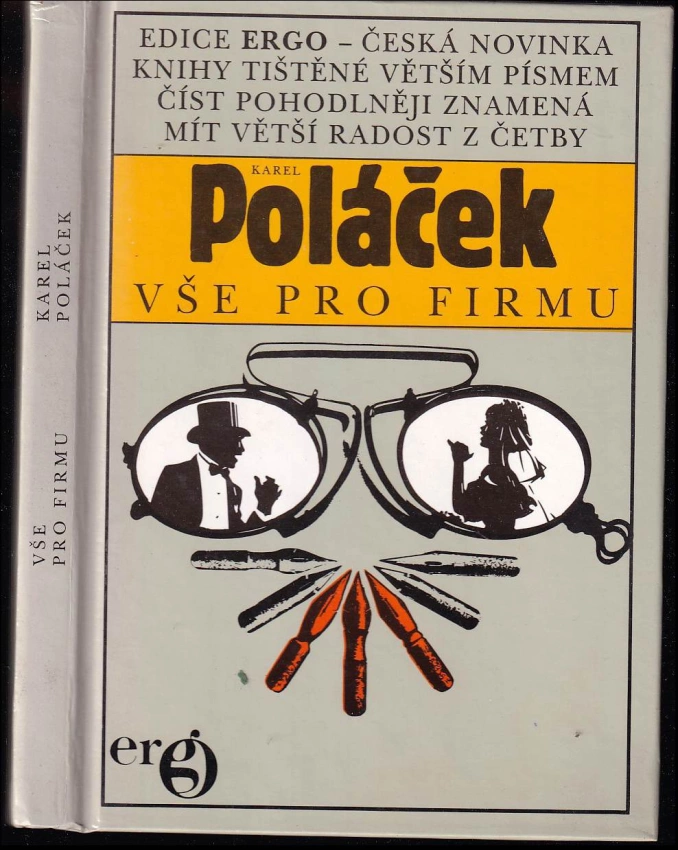 EDICE ERGO – ČESKÁ NOVINKA
KNIHY TIŠTĚNÉ VĚTŠÍM PÍSMEM
ČÍST POHODLNĚJI ZNAMENÁ
MÍT VĚTŠÍ RADOST Z ČETBY
KAREL
Poláček
VŠE PRO FIRMU
ergo
KAREL
POLÁČEK
VŠE
PRO FIRMU